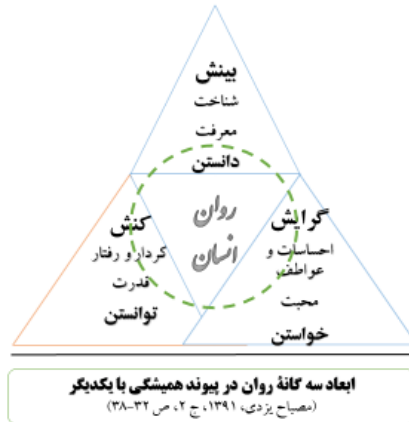 بینش
شناخت
معرفت
دانستن
روان
انسان
گرایش
احساسات و
عواطف
محبت
خواستن
کنش
کردار و رفتار
قدرت
توانستن
ابعاد سه گانۀ روان در پیوند همیشگی با یکدیگر
(مصباح یزدی، ۱۳۹۱، ج ۲، ص ۳۲-۳۸)